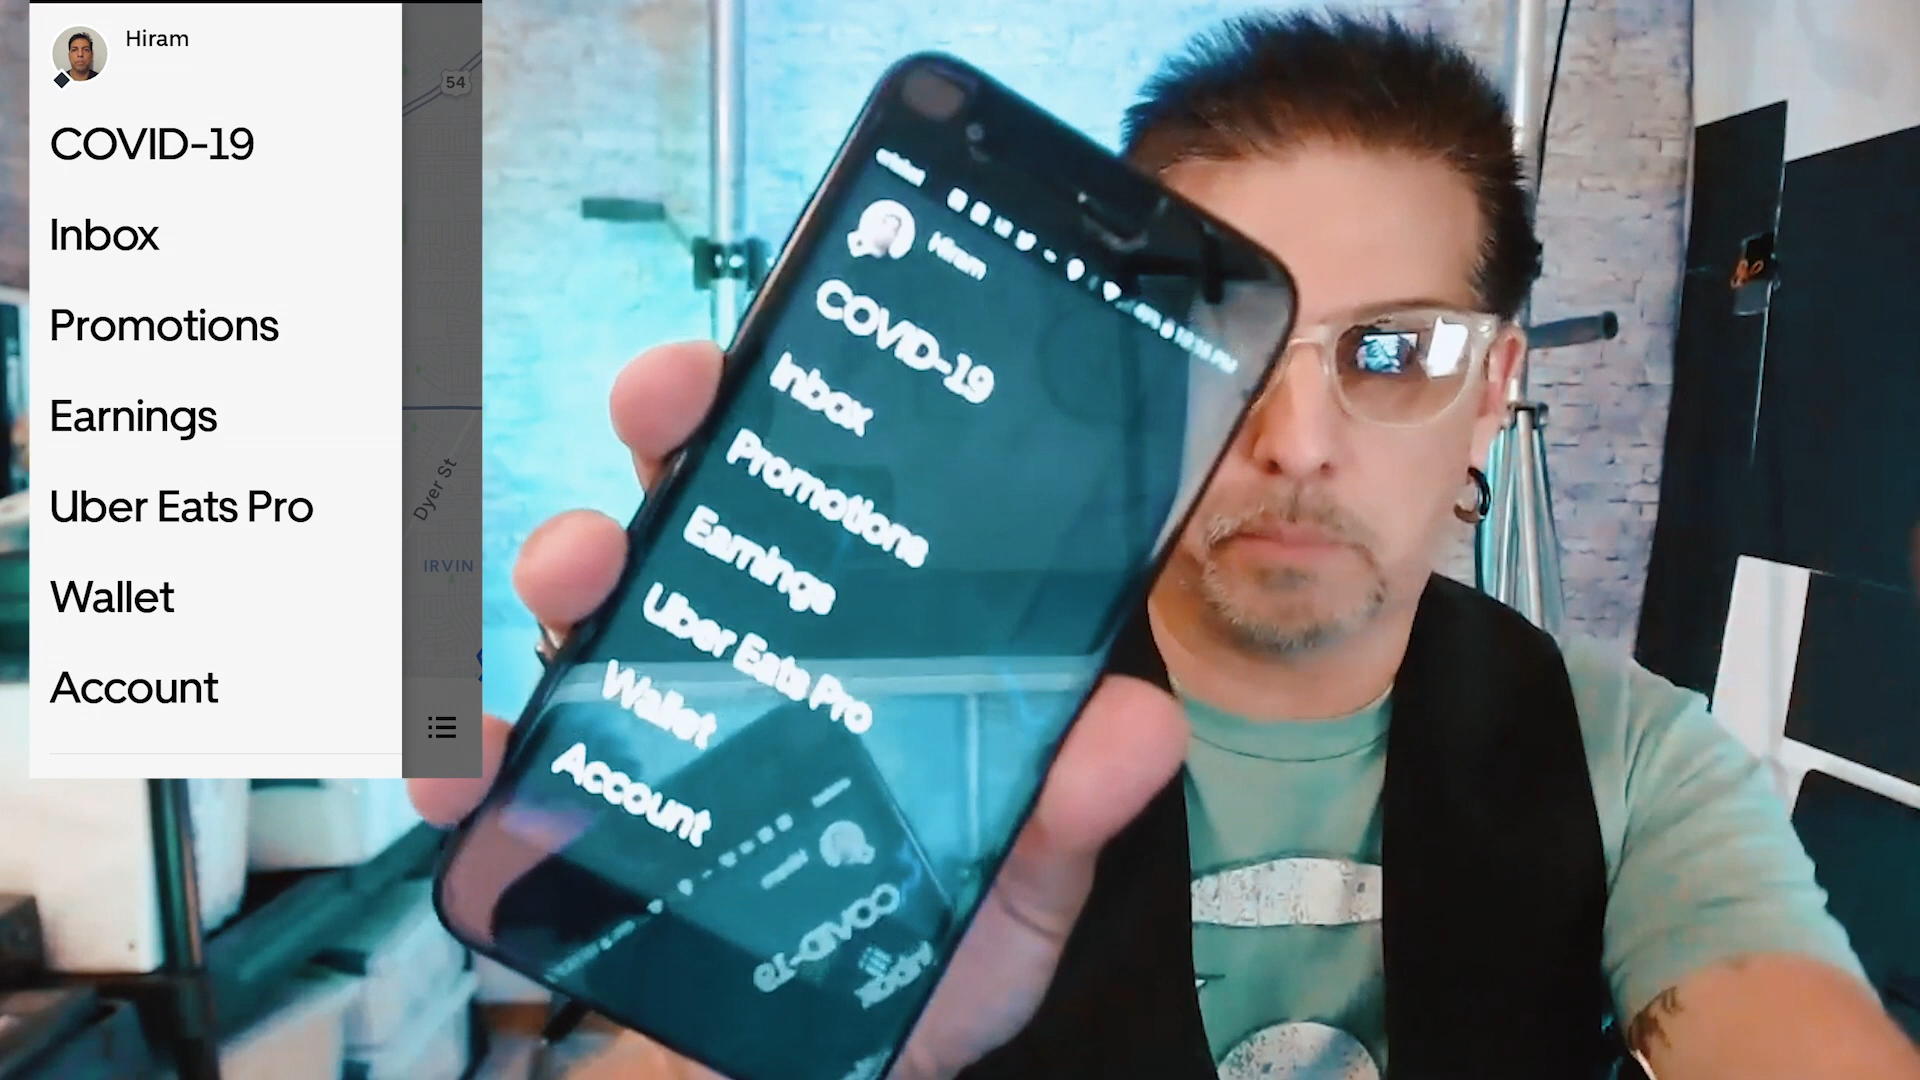 Hiram
COVID-19
Inbox
Promotions
Earnings
Uber Eats Pro
Wallet
Account
54
Dyer St
IRVIN
Hiram
COVID-19
Inbox
Promotions
Earnings
Uber Eats Pro
Wallet
Account